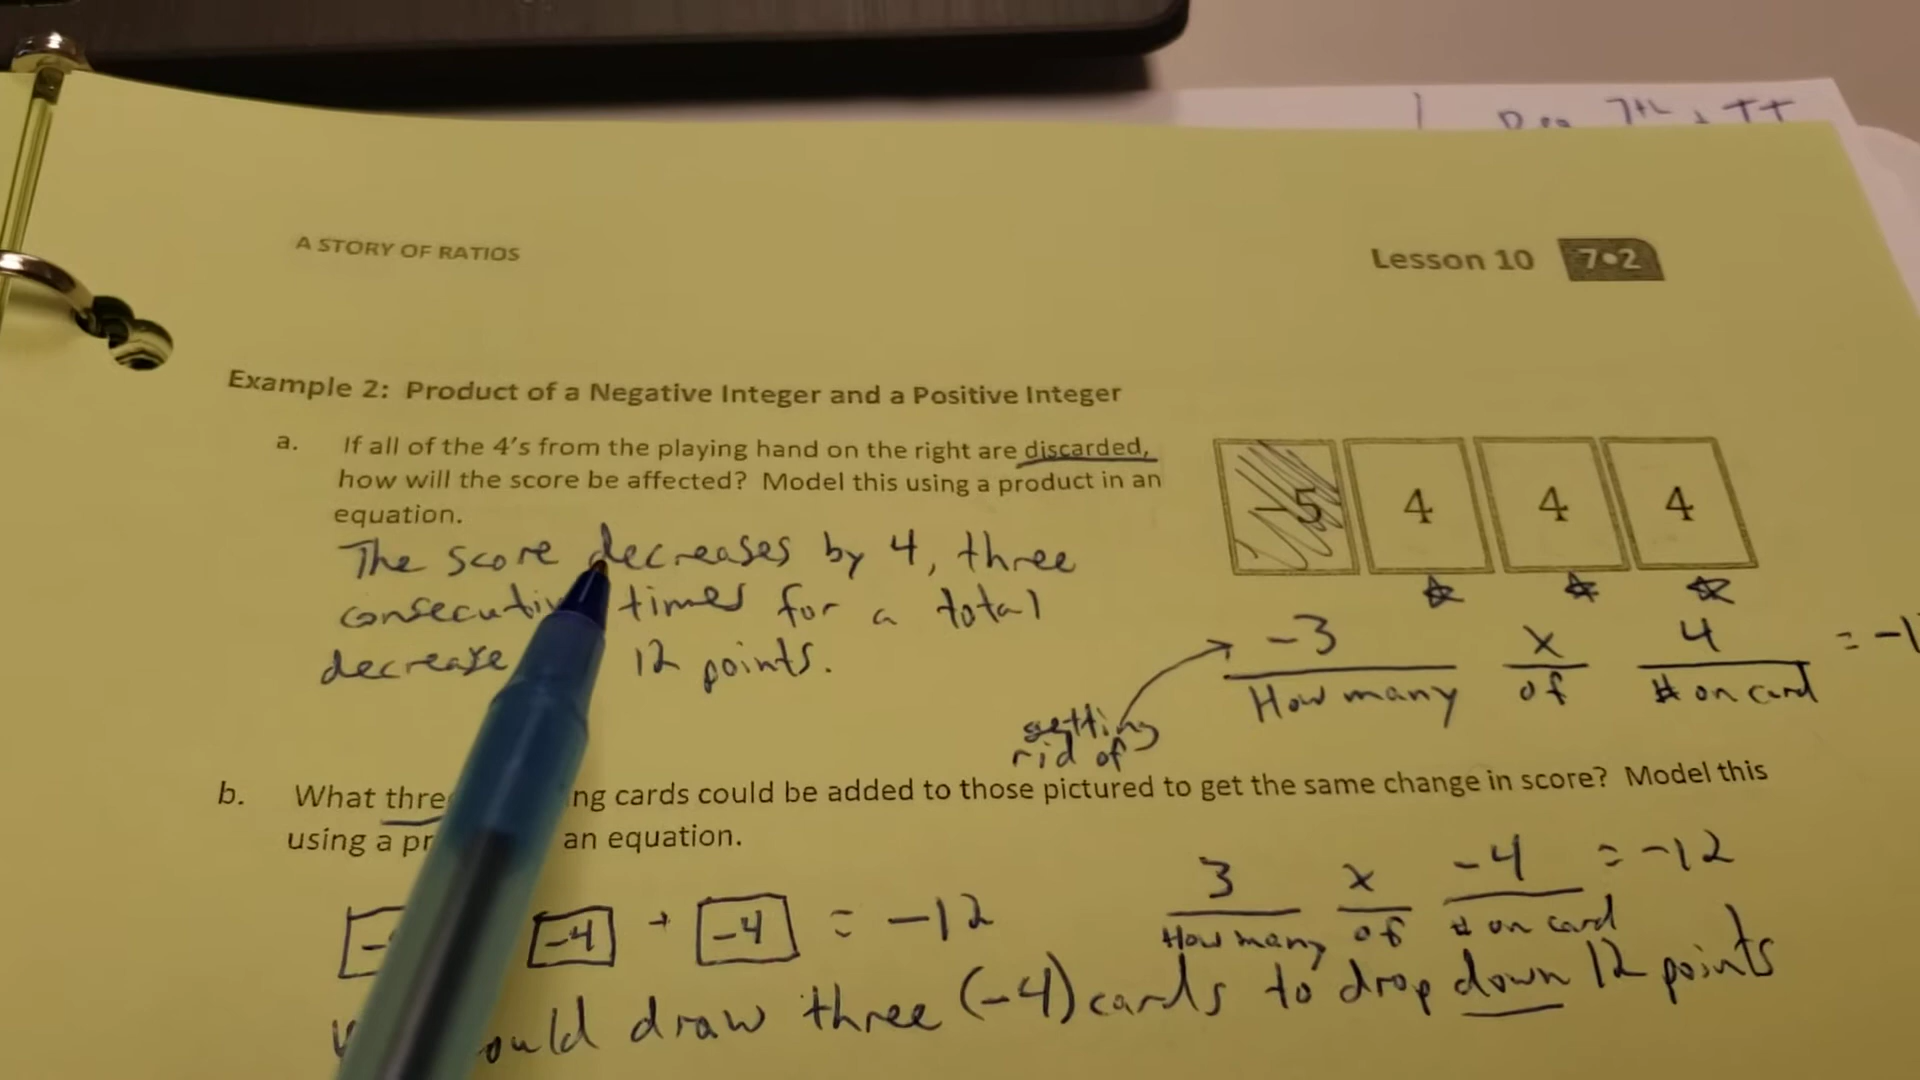 7th
TT
A STORY OF RATIOS
Lesson 10 7•2
Example 2: Product of a Negative Integer and a Positive Integer
a. If all of the 4's from the playing hand on the right are discarded,
how will the score be affected? Model this using a product in an
equation.
5 4 4 4
The score decreases by 4, three
consecutive times for a total
decrease 12 points.
-3 x 4 = -1
How many of # on card
getting
rid of
b. What ng cards could be added to those pictured to get the same change in score? Model this
using a an equation.
-4 + -4 = -12
3 x -4 = -12
How many of # on card
draw three (-4) cards to drop down 12 points